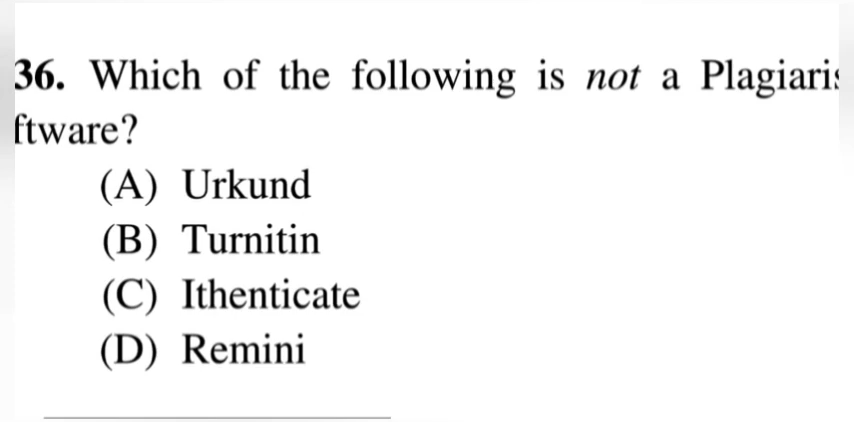 36. Which of the following is not a Plagiaris
ftware?
(A) Urkund
(B) Turnitin
(C) Ithenticate
(D) Remini